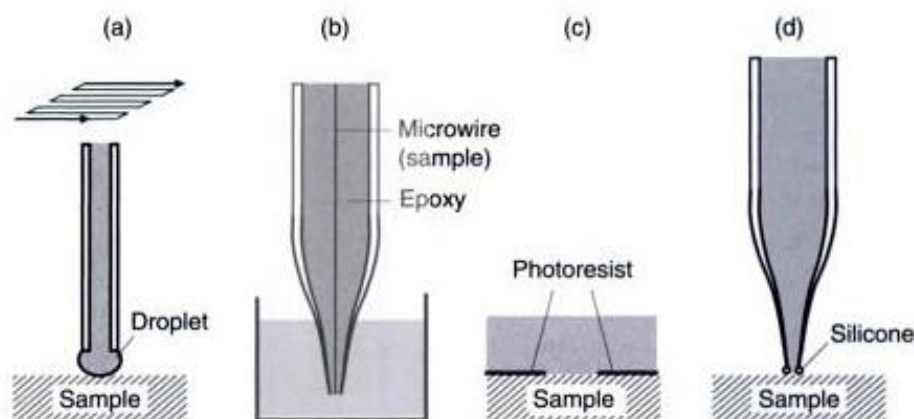 (a)
(b)
(c)
(d)
Microwire
(sample)
Epoxy
Photoresist
Droplet
Silicone
Sample
Sample
Sample